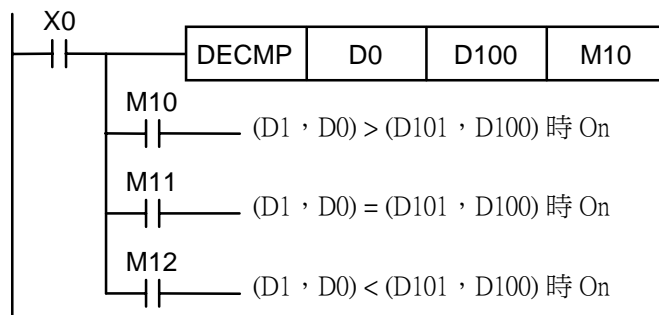 X0
DECMP D0 D100 M10
M10
(D1，D0) > (D101，D100) 時 On
M11
(D1，D0) = (D101，D100) 時 On
M12
(D1，D0) < (D101，D100) 時 On